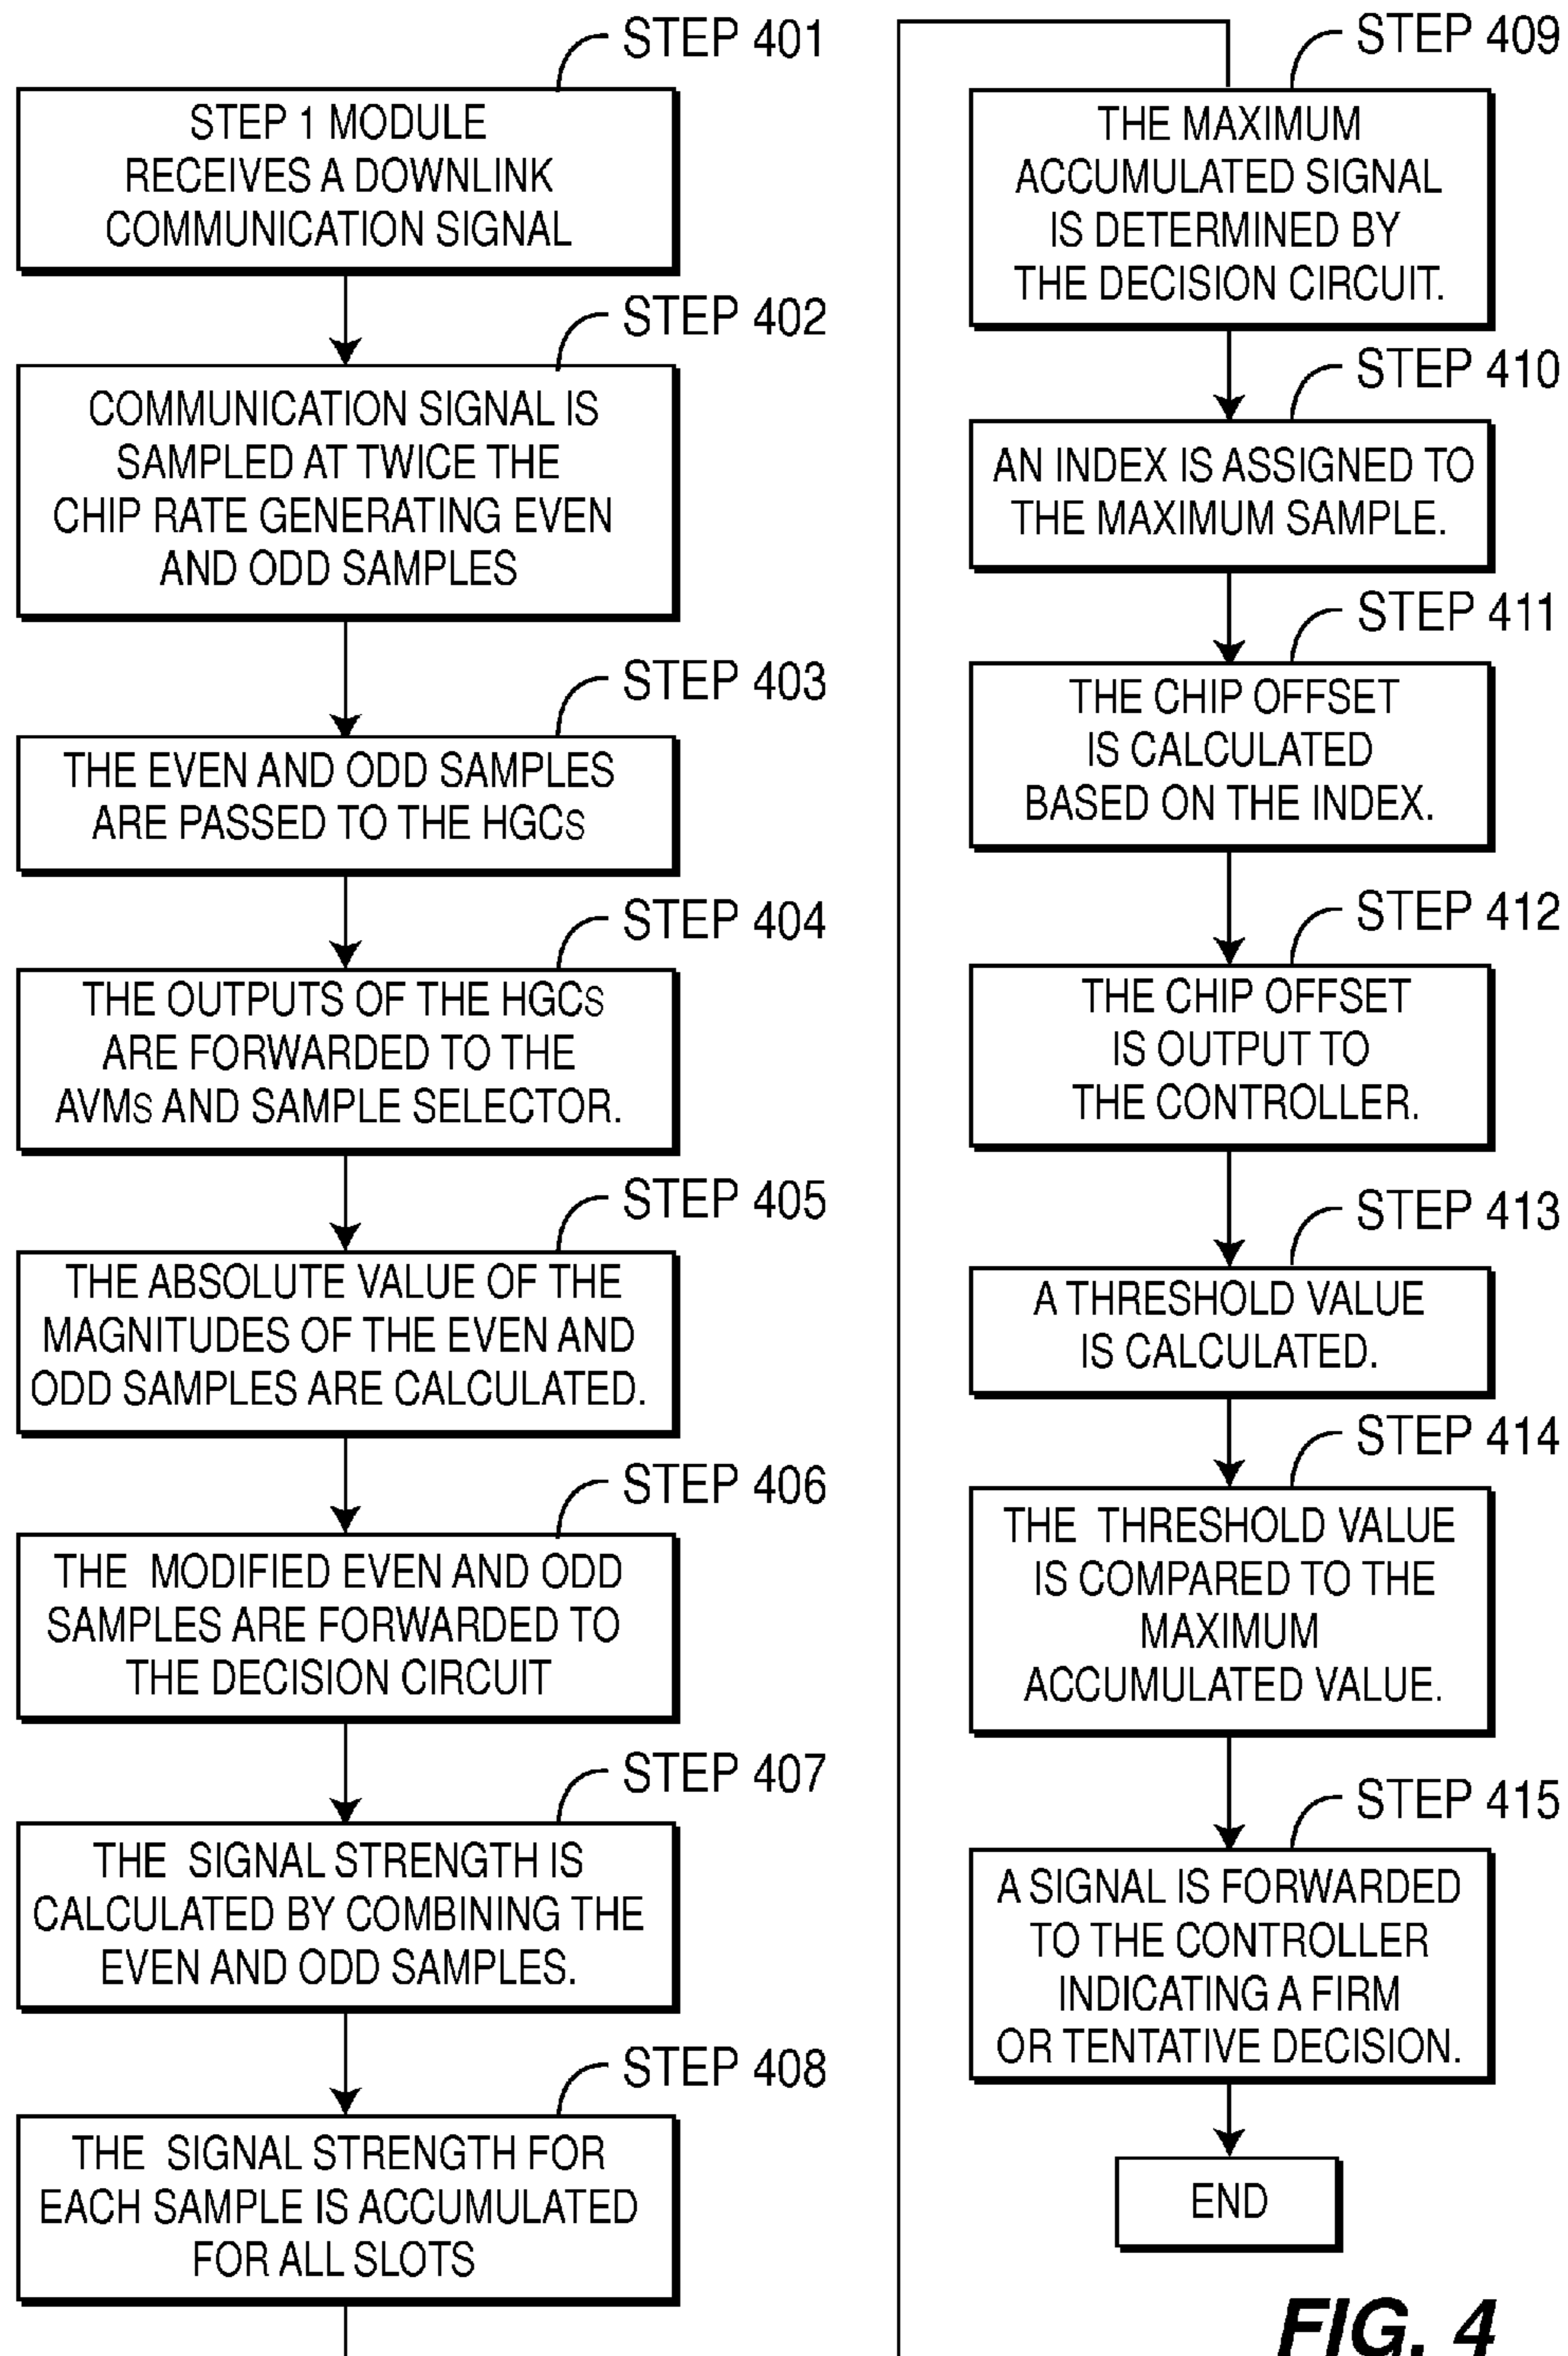 STEP 401
STEP 1 MODULE
RECEIVES A DOWNLINK
COMMUNICATION SIGNAL
STEP 402
COMMUNICATION SIGNAL IS
SAMPLED AT TWICE THE
CHIP RATE GENERATING EVEN
AND ODD SAMPLES
STEP 403
THE EVEN AND ODD SAMPLES
ARE PASSED TO THE HGCs
STEP 404
THE OUTPUTS OF THE HGCs
ARE FORWARDED TO THE
AVMs AND SAMPLE SELECTOR.
STEP 405
THE ABSOLUTE VALUE OF THE
MAGNITUDES OF THE EVEN AND
ODD SAMPLES ARE CALCULATED.
STEP 406
THE MODIFIED EVEN AND ODD
SAMPLES ARE FORWARDED TO
THE DECISION CIRCUIT
STEP 407
THE SIGNAL STRENGTH IS
CALCULATED BY COMBINING THE
EVEN AND ODD SAMPLES.
STEP 408
THE SIGNAL STRENGTH FOR
EACH SAMPLE IS ACCUMULATED
FOR ALL SLOTS
STEP 409
THE MAXIMUM
ACCUMULATED SIGNAL
IS DETERMINED BY
THE DECISION CIRCUIT.
STEP 410
AN INDEX IS ASSIGNED TO
THE MAXIMUM SAMPLE.
STEP 411
THE CHIP OFFSET
IS CALCULATED
BASED ON THE INDEX.
STEP 412
THE CHIP OFFSET
IS OUTPUT TO
THE CONTROLLER.
STEP 413
A THRESHOLD VALUE
IS CALCULATED.
STEP 414
THE THRESHOLD VALUE
IS COMPARED TO THE
MAXIMUM
ACCUMULATED VALUE.
STEP 415
A SIGNAL IS FORWARDED
TO THE CONTROLLER
INDICATING A FIRM
OR TENTATIVE DECISION.
END
FIG. 4